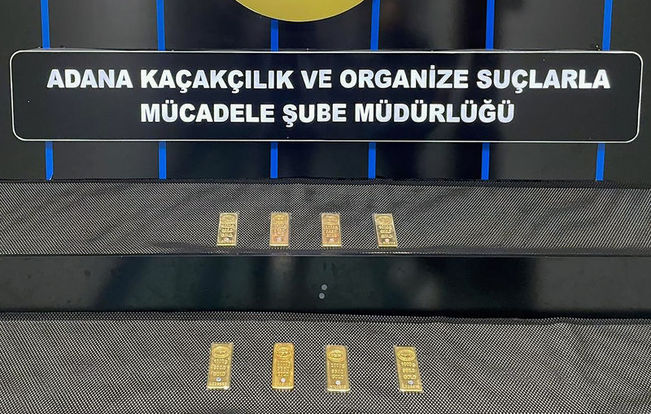 ADANA KAÇAKÇILIK VE ORGANİZE SUÇLARLA
MÜCADELE ŞUBE MÜDÜRLÜĞÜ